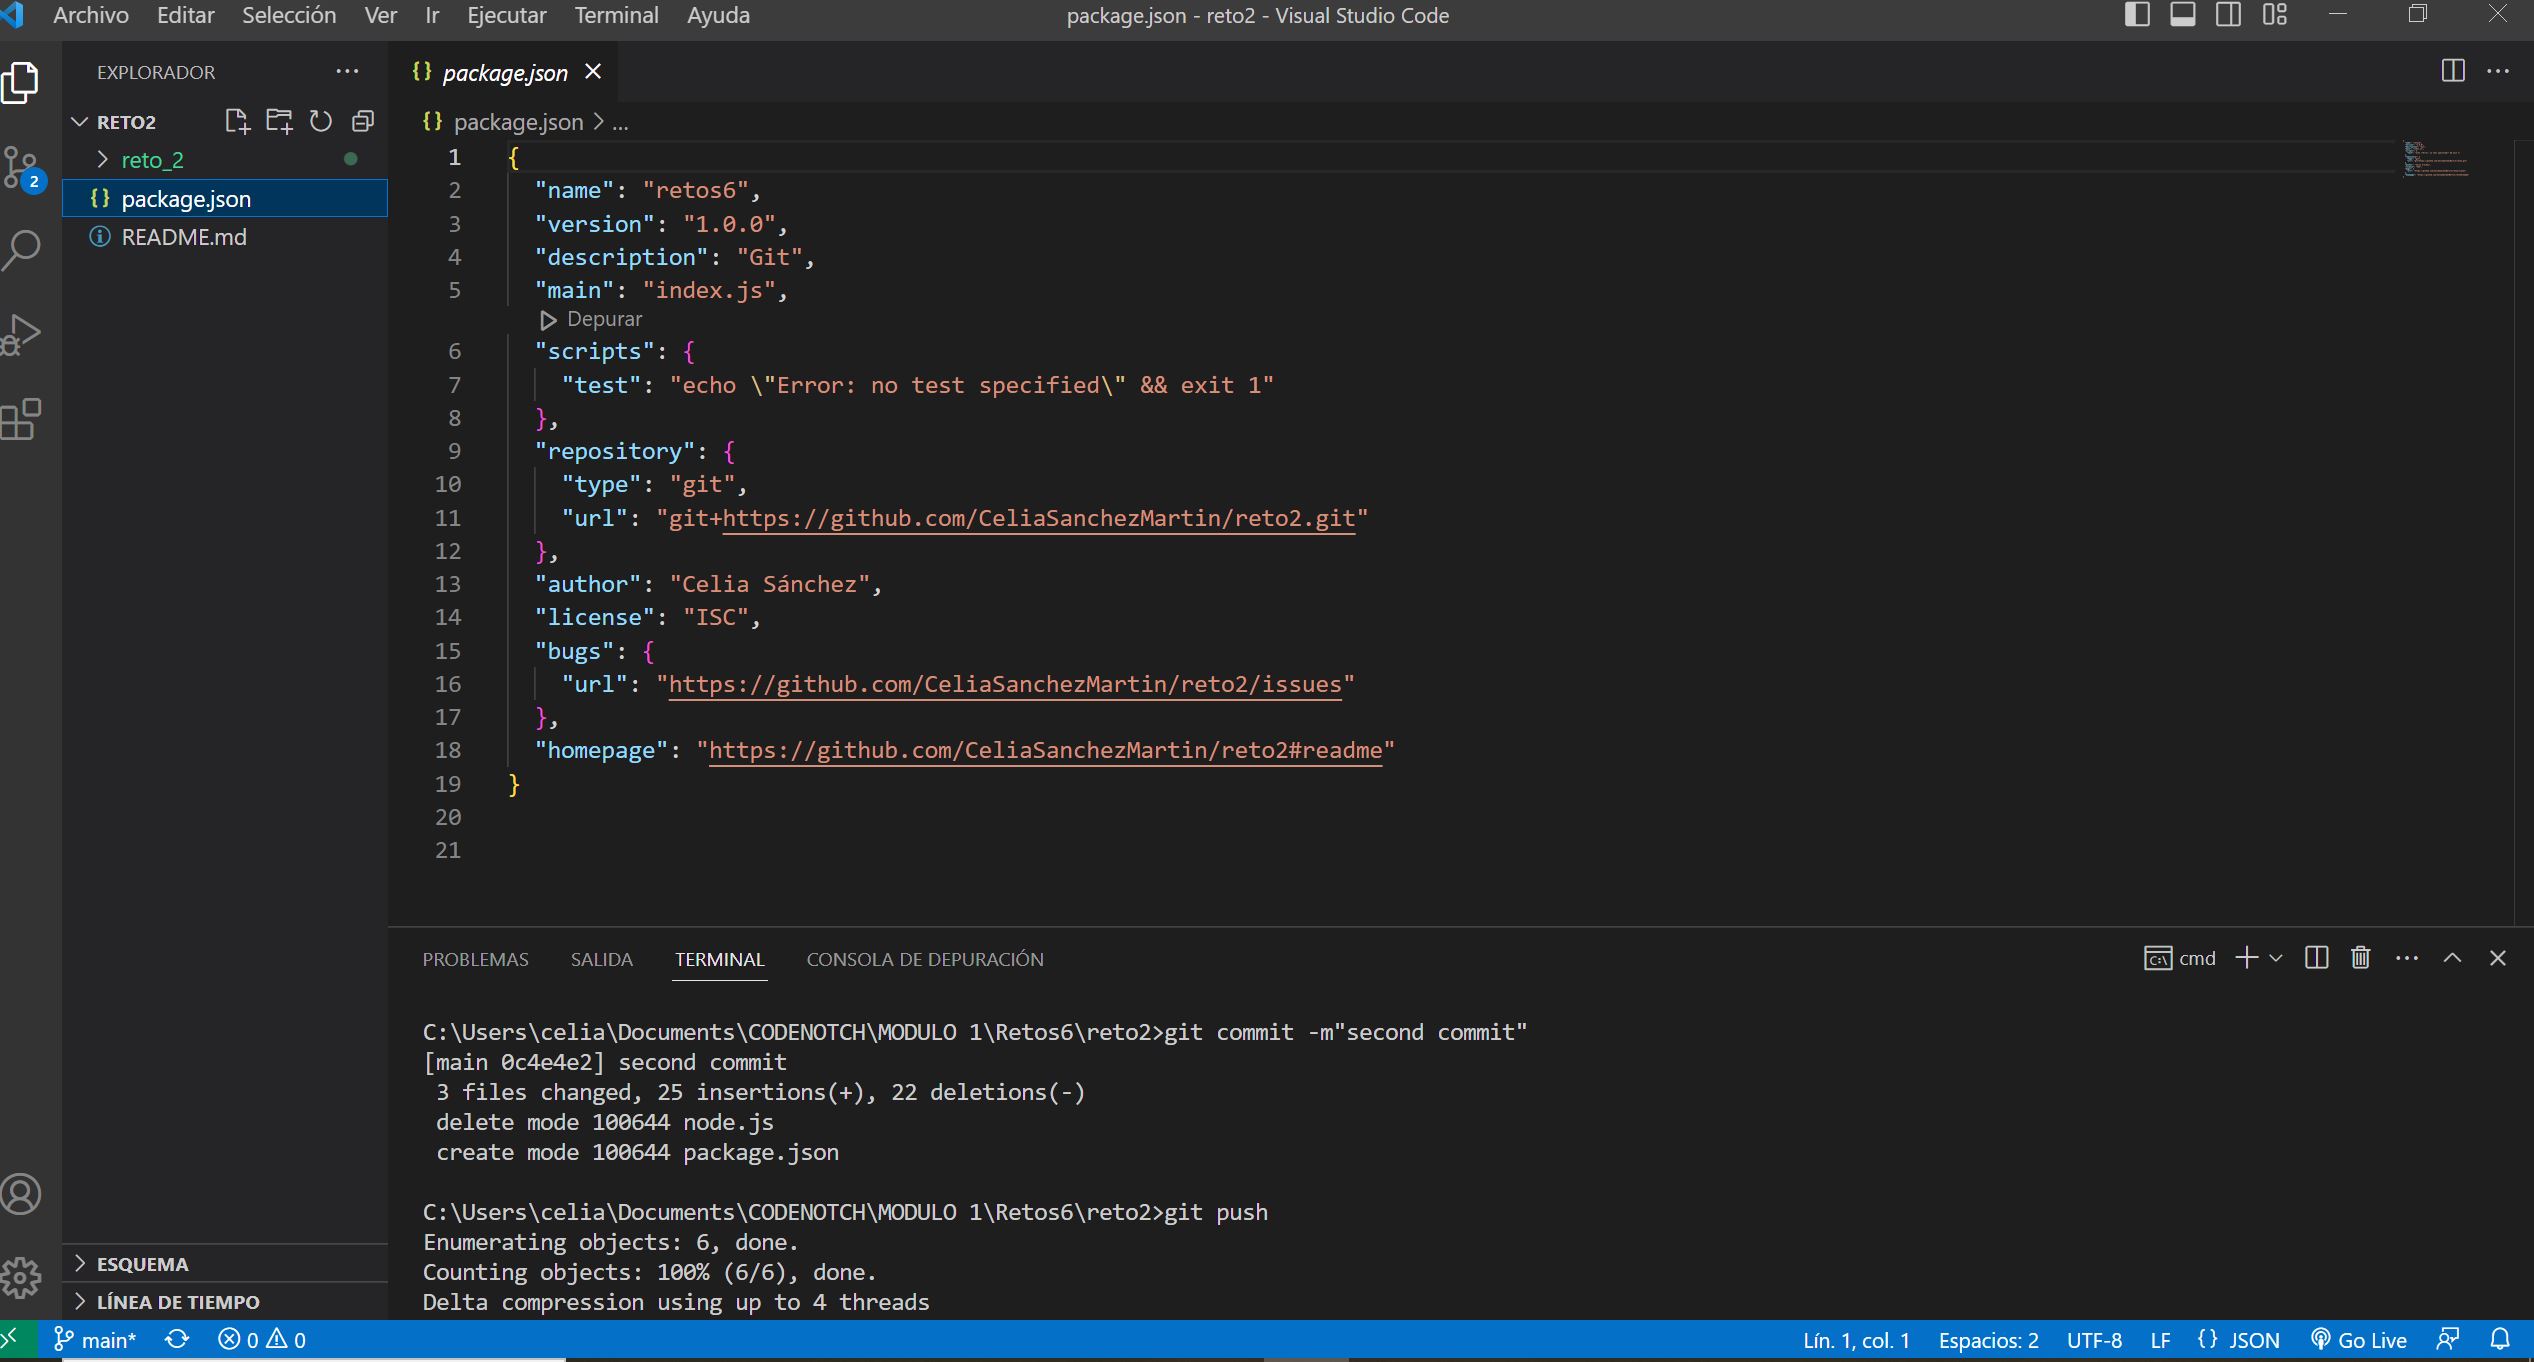 Archivo Editar Selección Ver Ir Ejecutar Terminal Ayuda
package.json - reto2 - Visual Studio Code
EXPLORADOR
RETO2
reto_2
{} package.json
README.md
2
ESQUEMA
LÍNEA DE TIEMPO
{} package.json
{} package.json > ...
1 {
2 "name": "retos6",
3 "version": "1.0.0",
4 "description": "Git",
5 "main": "index.js",
Depurar
6 "scripts": {
7 "test": "echo \"Error: no test specified\" && exit 1"
8 },
9 "repository": {
10 "type": "git",
11 "url": "git+https://github.com/CeliaSanchezMartin/reto2.git"
12 },
13 "author": "Celia Sánchez",
14 "license": "ISC",
15 "bugs": {
16 "url": "https://github.com/CeliaSanchezMartin/reto2/issues"
17 },
18 "homepage": "https://github.com/CeliaSanchezMartin/reto2#readme"
19 }
20
21
PROBLEMAS SALIDA TERMINAL CONSOLA DE DEPURACIÓN
cmd
C:\Users\celia\Documents\CODENOTCH\MODULO 1\Retos6\reto2>git commit -m"second commit"
[main 0c4e4e2] second commit
3 files changed, 25 insertions(+), 22 deletions(-)
delete mode 100644 node.js
create mode 100644 package.json
C:\Users\celia\Documents\CODENOTCH\MODULO 1\Retos6\reto2>git push
Enumerating objects: 6, done.
Counting objects: 100% (6/6), done.
Delta compression using up to 4 threads
main* 0 0
Lín. 1, col. 1 Espacios: 2 UTF-8 LF {} JSON Go Live